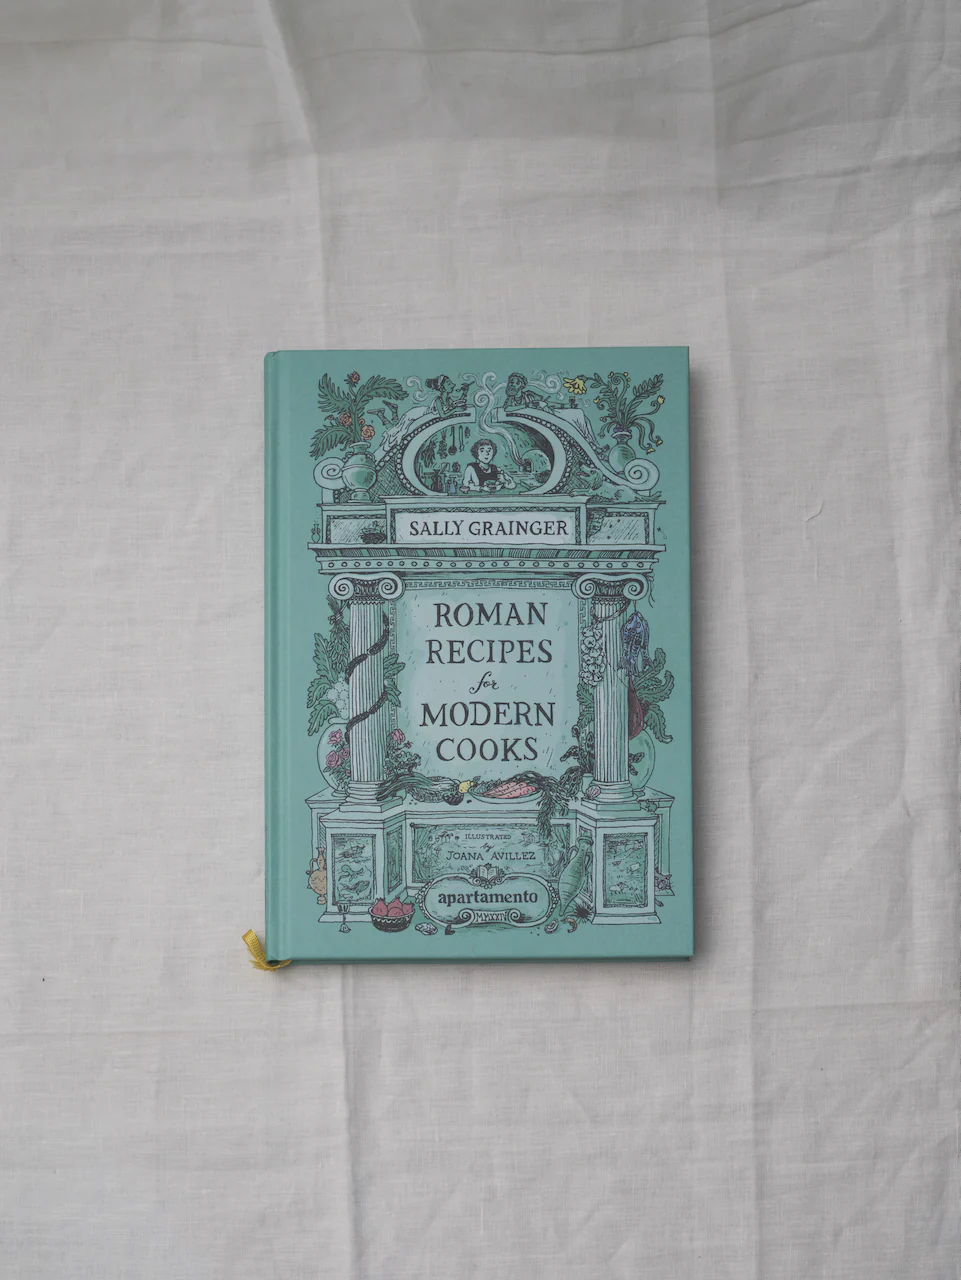 SALLY GRAINGER
ROMAN
RECIPES
for
MODERN
COOKS
ILLUSTRATED
by
JOANA AVILLEZ
apartamento
MMXXIV